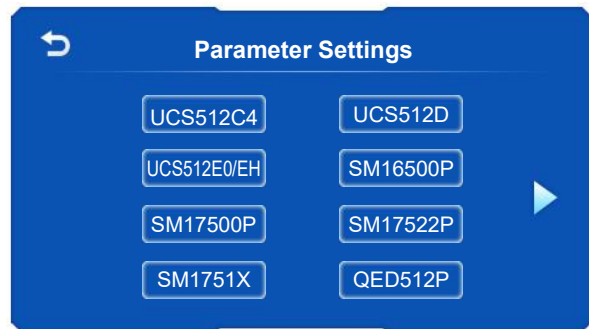 Parameter Settings
UCS512C4 UCS512D
UCS512E0/EH SM16500P
SM17500P SM17522P
SM1751X QED512P